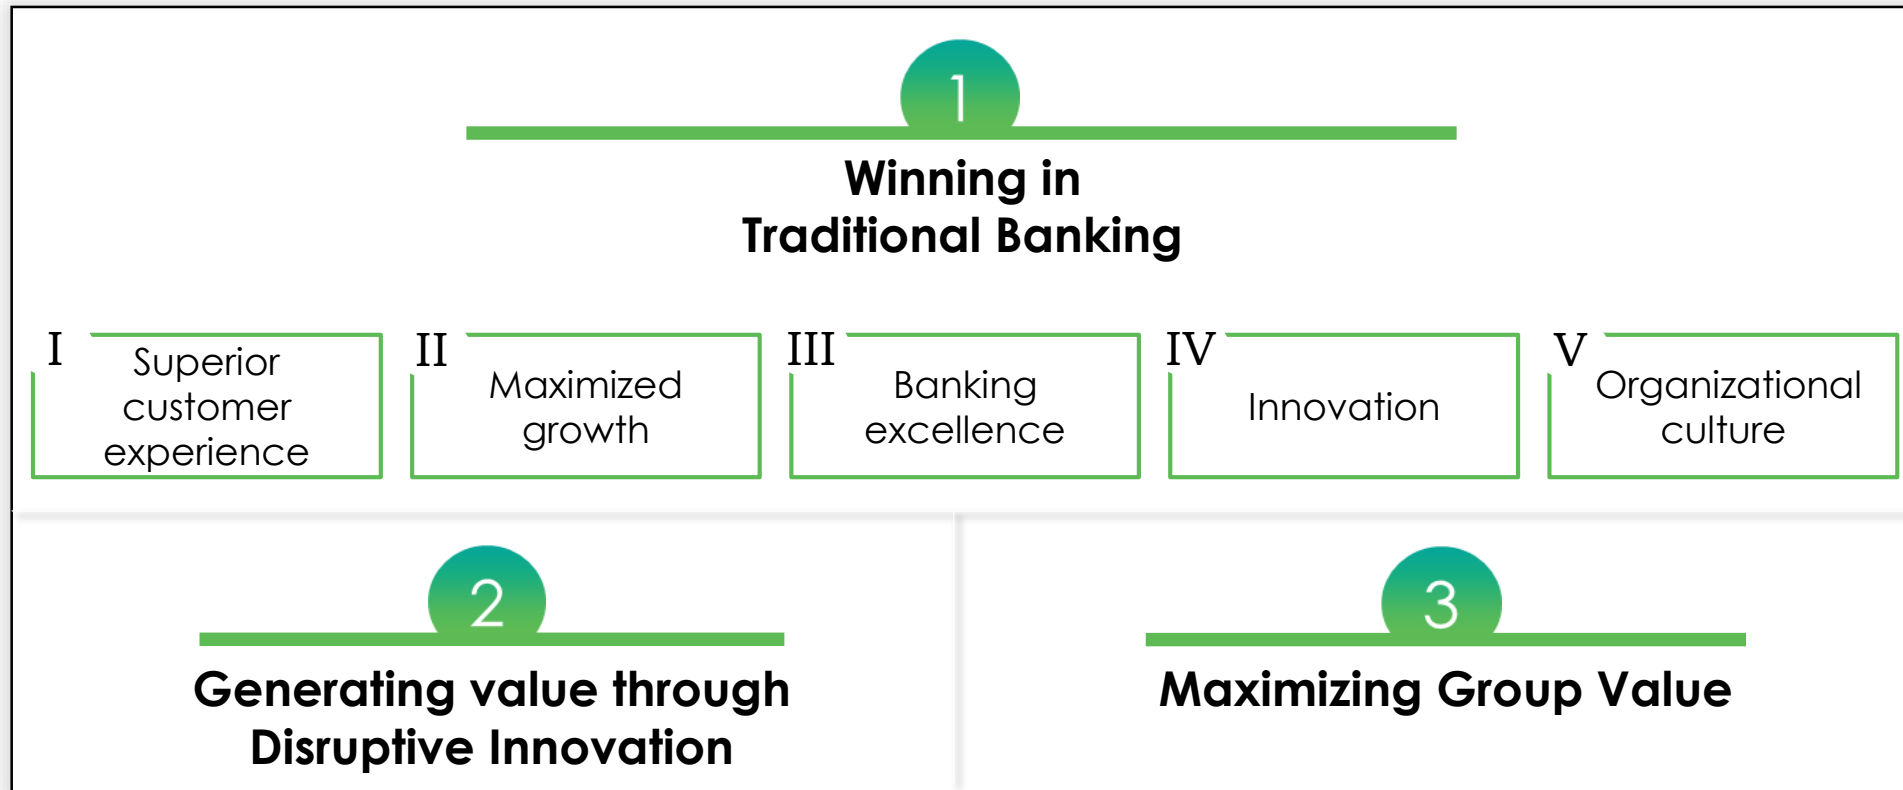 1
Winning in
Traditional Banking
I
Superior
customer
experience
II
Maximized
growth
III
Banking
excellence
IV
Innovation
V
Organizational
culture
2
Generating value through
Disruptive Innovation
3
Maximizing Group Value